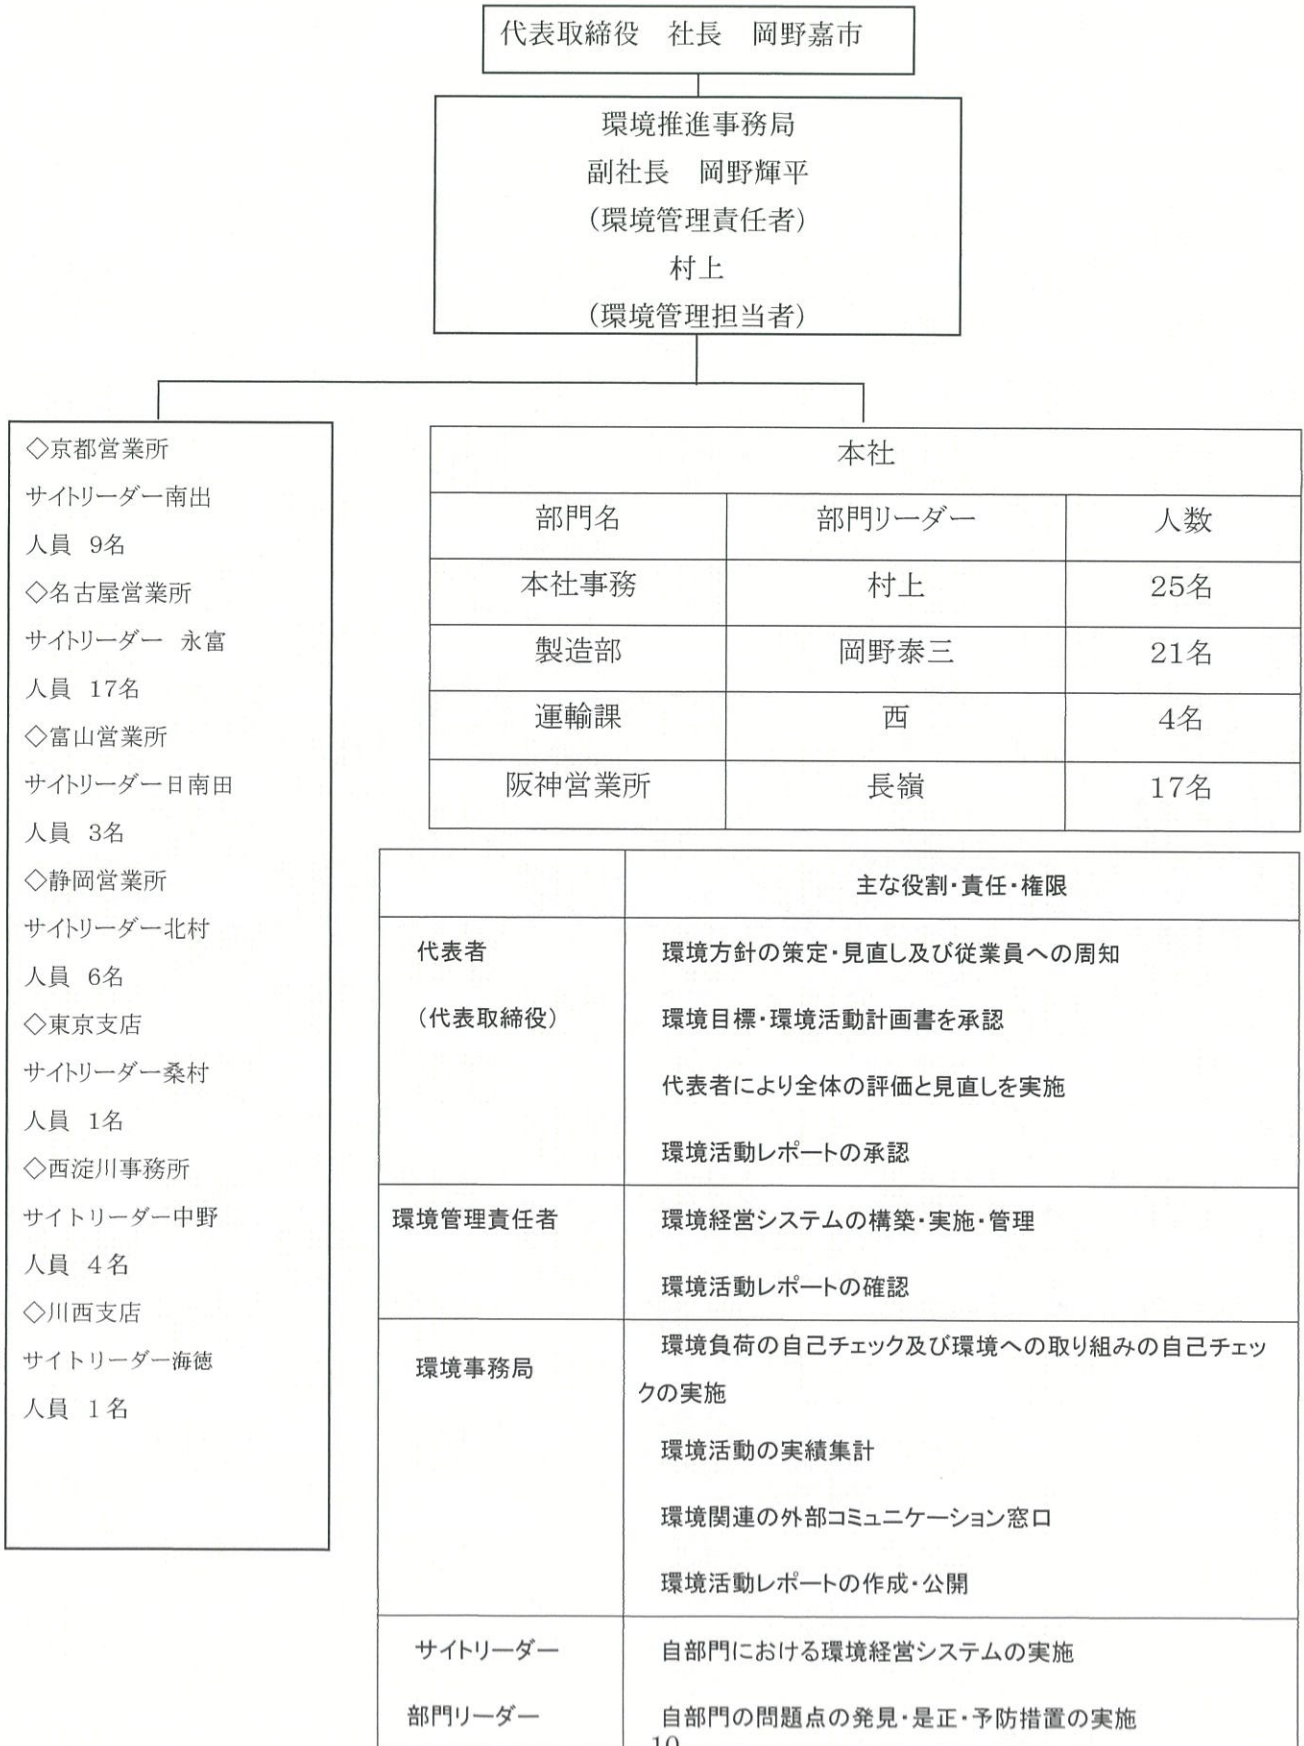 代表取締役　社長　岡野嘉市
環境推進事務局
副社長　岡野輝平
（環境管理責任者）
村上
（環境管理担当者）
◇京都営業所
サイトリーダー南出
人員　9名
◇名古屋営業所
サイトリーダー　永富
人員　17名
◇富山営業所
サイトリーダー日南田
人員　3名
◇静岡営業所
サイトリーダー北村
人員　6名
◇東京支店
サイトリーダー桑村
人員　1名
◇西淀川事務所
サイトリーダー中野
人員　4名
◇川西支店
サイトリーダー海徳
人員　1名
本社
部門名　部門リーダー　人数
本社事務　村上　25名
製造部　岡野泰三　21名
運輸課　西　4名
阪神営業所　長嶺　17名
主な役割・責任・権限
代表者　環境方針の策定・見直し及び従業員への周知
（代表取締役）　環境目標・環境活動計画書を承認
代表者により全体の評価と見直しを実施
環境活動レポートの承認
環境管理責任者　環境経営システムの構築・実施・管理
環境活動レポートの確認
環境事務局　環境負荷の自己チェック及び環境への取り組みの自己チェッ
クの実施
環境活動の実績集計
環境関連の外部コミュニケーション窓口
環境活動レポートの作成・公開
サイトリーダー　自部門における環境経営システムの実施
部門リーダー　自部門の問題点の発見・是正・予防措置の実施
10